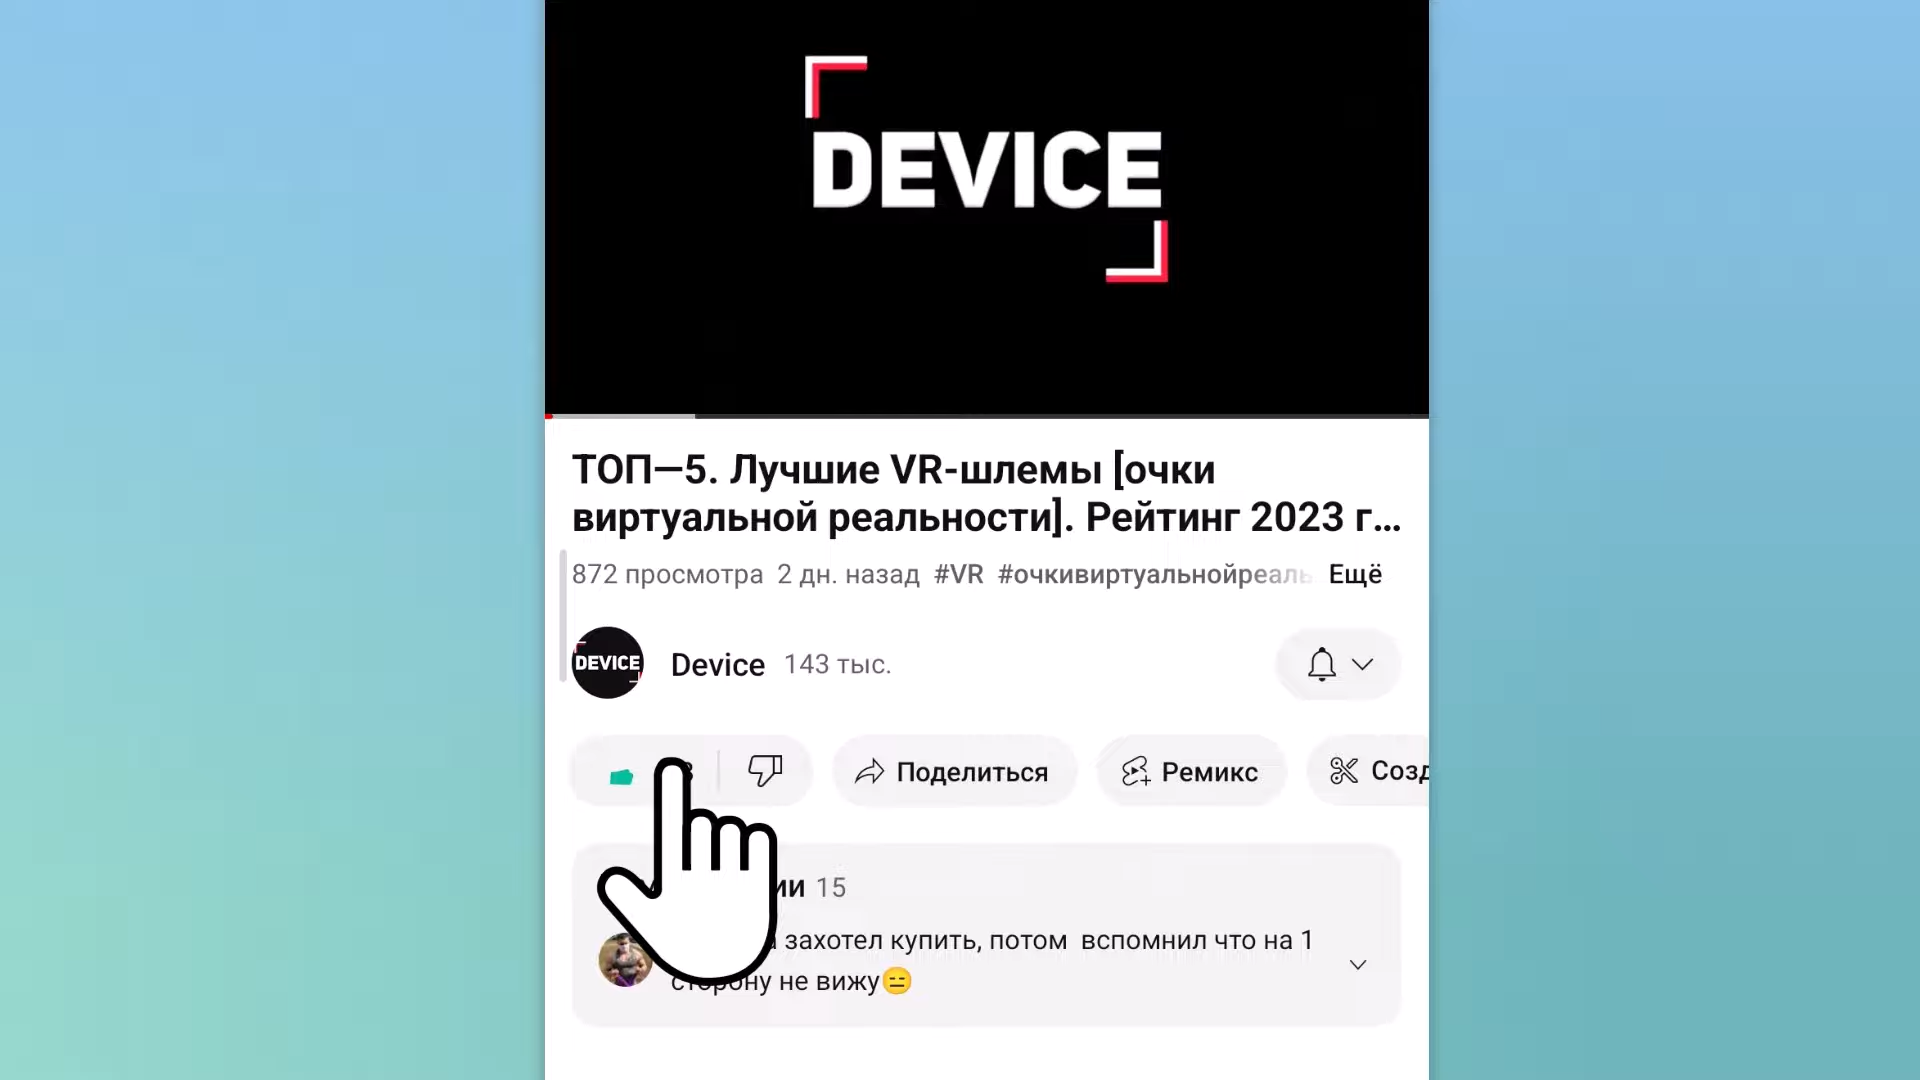 DEVICE
ТОП—5. Лучшие VR-шлемы [очки
виртуальной реальности]. Рейтинг 2023 г...
872 просмотра 2 дн. назад #VR #очкивиртуальнойреаль Ещё
DEVICE
Device 143 тыс.
Поделиться
Ремикс
Созд
ии 15
захотел купить, потом вспомнил что на 1
сторону не вижу😑